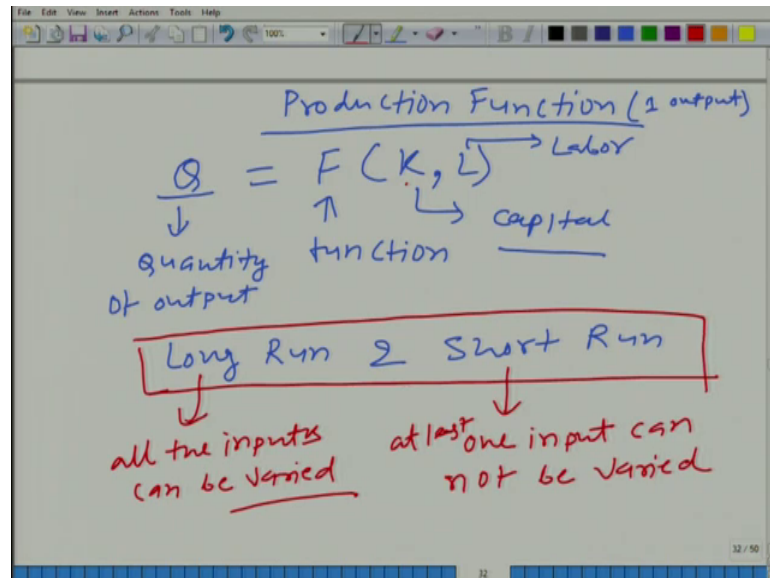 File Edit View Insert Actions Tools Help
100%
B I
Production Function (1 output)
Q = F (K, L) Labor
capital
Quantity function
of output
Long Run & Short Run
all the inputs at last one input can
can be varied not be varied
32 / 50
32